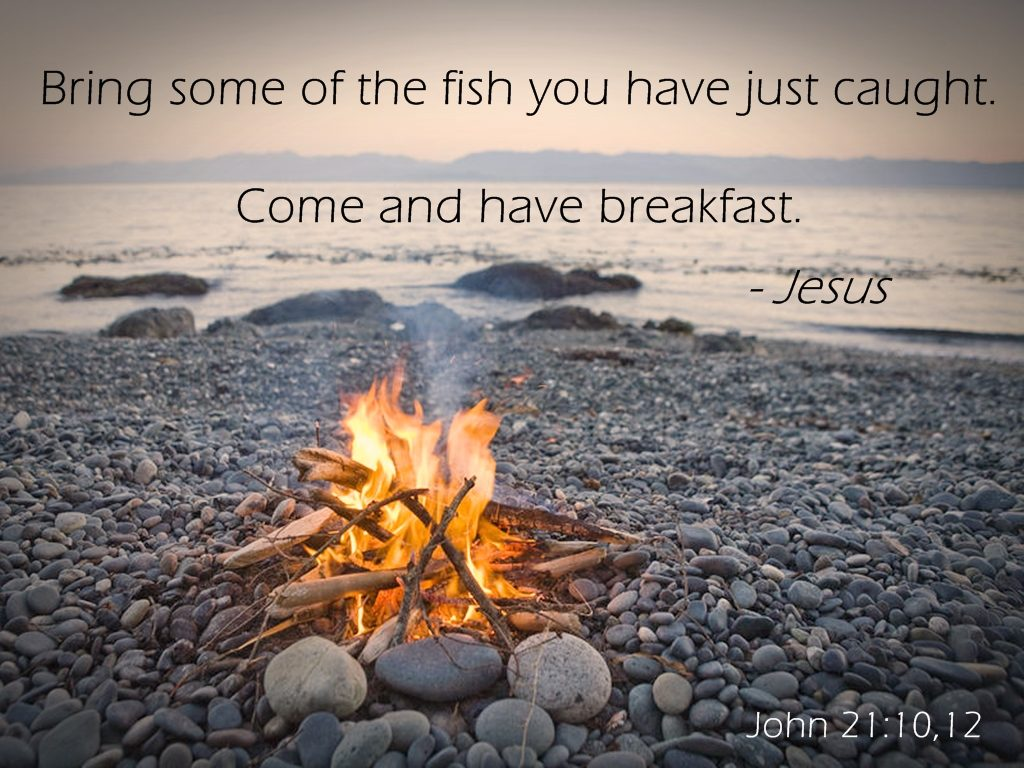 Bring some of the fish you have just caught.
Come and have breakfast.
- Jesus
John 21:10,12